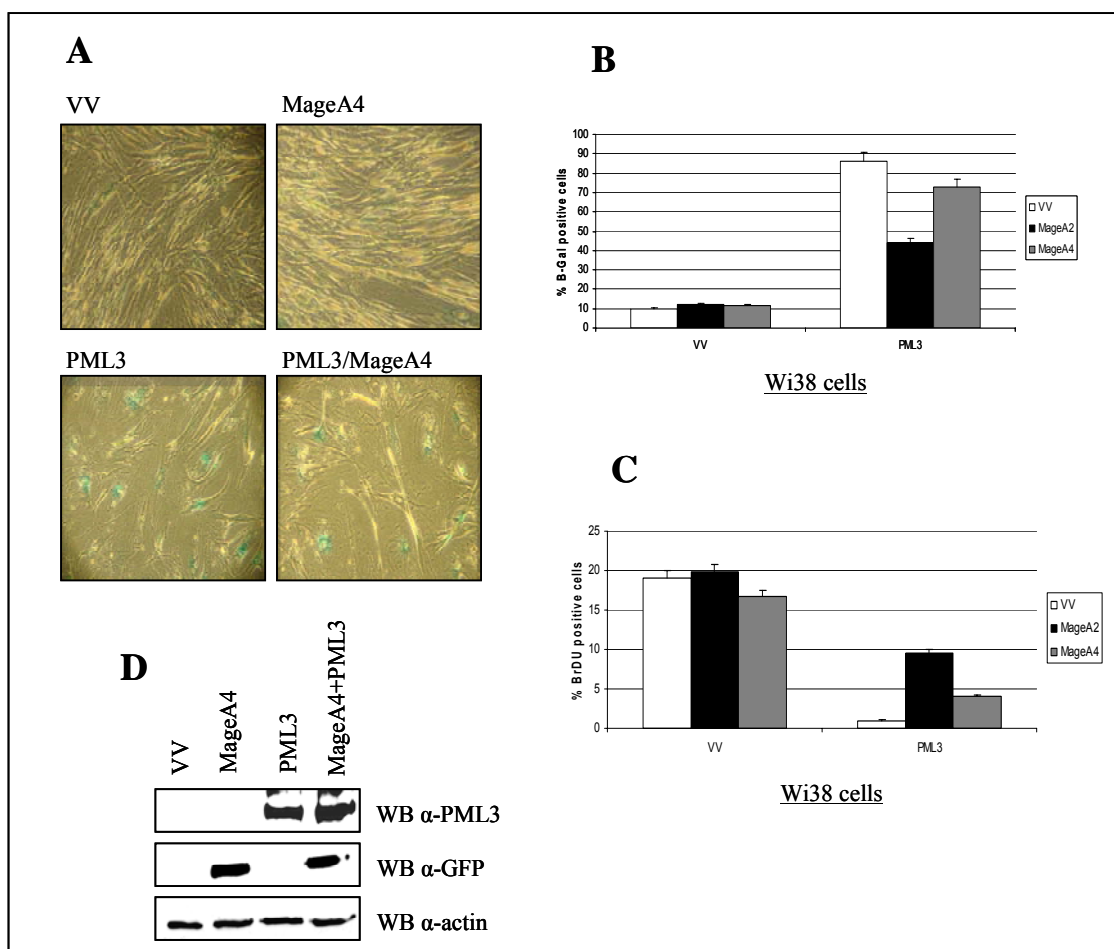 A
VV
MageA4
PML3
PML3/MageA4
B
% B-Gal positive cells
100
90
80
70
60
50
40
30
20
10
0
VV
PML3
VV
MageA2
MageA4
Wi38 cells
C
% BrDU positive cells
25
20
15
10
5
0
VV
PML3
VV
MageA2
MageA4
Wi38 cells
D
VV
MageA4
PML3
MageA4+PML3
WB α-PML3
WB α-GFP
WB α-actin